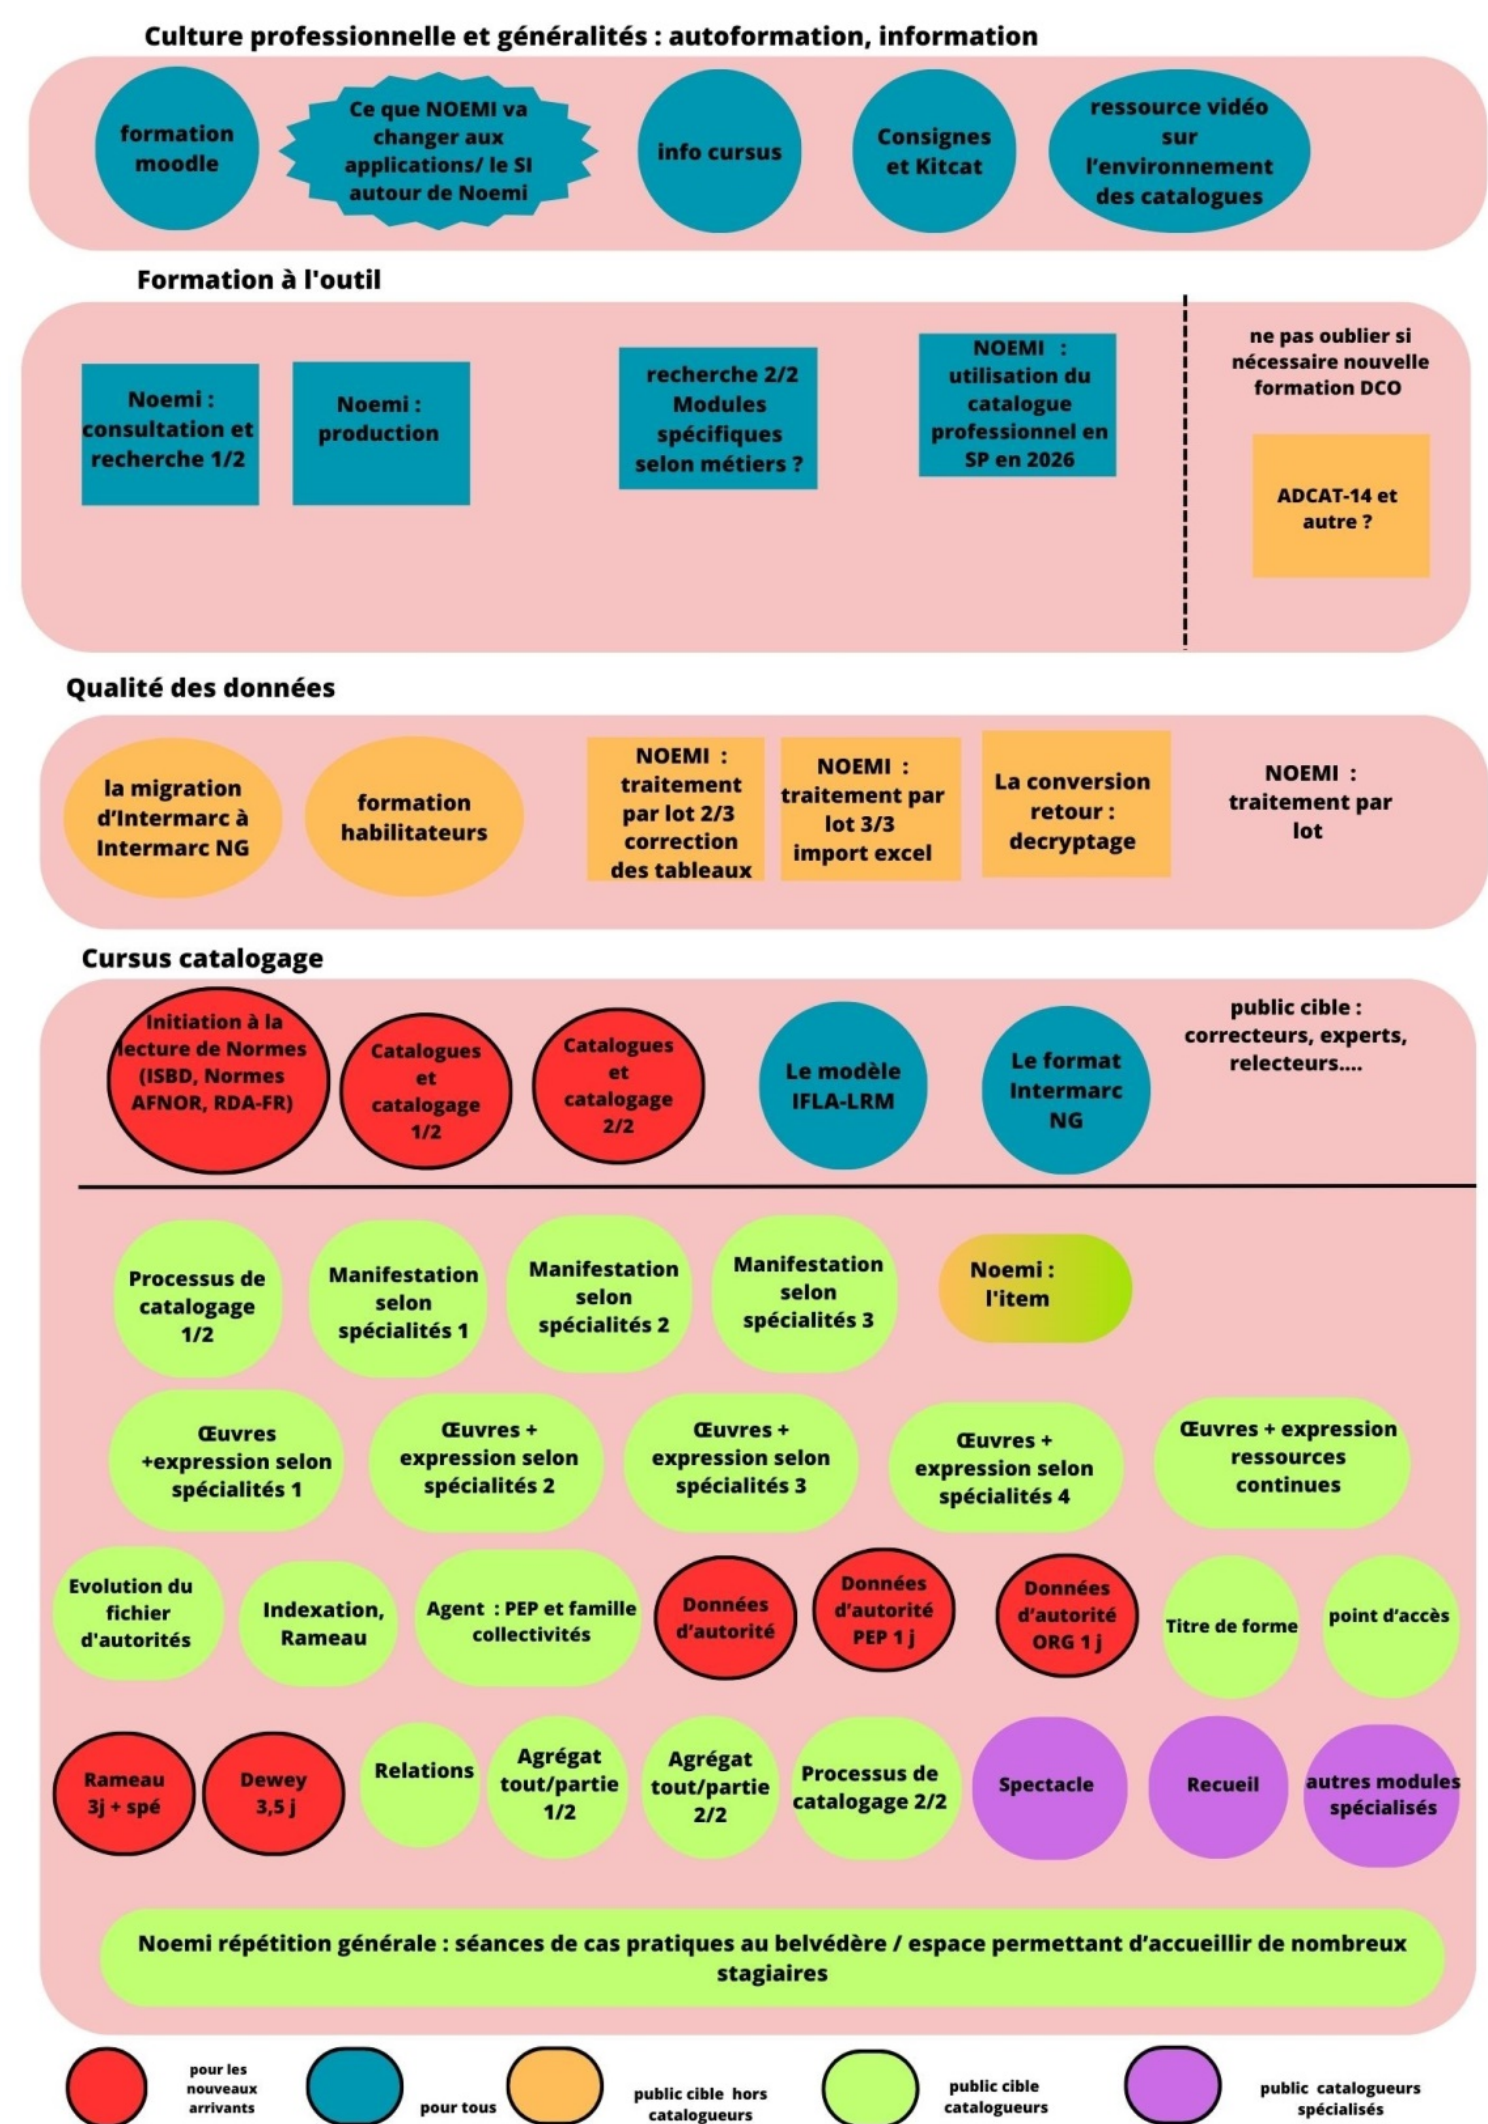 Culture professionnelle et généralités : autoformation, information
formation
moodle
Ce que NOEMI va
changer aux
applications/ le SI
autour de Noemi
info cursus
Consignes
et Kitcat
ressource vidéo
sur
l'environnement
des catalogues
Formation à l'outil
Noemi :
consultation et
recherche 1/2
Noemi :
production
recherche 2/2
Modules
spécifiques
selon métiers ?
NOEMI :
utilisation du
catalogue
professionnel en
SP en 2026
ne pas oublier si
nécessaire nouvelle
formation DCO
ADCAT-14 et
autre ?
Qualité des données
la migration
d'Intermarc à
Intermarc NG
formation
habilitateurs
NOEMI :
traitement
par lot 2/3
correction
des tableaux
NOEMI :
traitement par
lot 3/3
import excel
La conversion
retour :
decryptage
NOEMI :
traitement par
lot
Cursus catalogage
Initiation à la
lecture de Normes
(ISBD, Normes
AFNOR, RDA-FR)
Catalogues
et
catalogage
1/2
Catalogues
et
catalogage
2/2
Le modèle
IFLA-LRM
Le format
Intermarc
NG
public cible :
correcteurs, experts,
relecteurs....
Processus de
catalogage
1/2
Manifestation
selon
spécialités 1
Manifestation
selon
spécialités 2
Manifestation
selon
spécialités 3
Noemi :
l'item
Œuvres
+expression selon
spécialités 1
Œuvres +
expression selon
spécialités 2
Œuvres +
expression selon
spécialités 3
Œuvres +
expression selon
spécialités 4
Œuvres + expression
ressources
continues
Evolution du
fichier
d'autorités
Indexation,
Rameau
Agent : PEP et famille
collectivités
Données
d'autorité
Données
d'autorité
PEP 1 j
Données
d'autorité
ORG 1 j
Titre de forme
point d'accès
Rameau
3j + spé
Dewey
3,5 j
Relations
Agrégat
tout/partie
1/2
Agrégat
tout/partie
2/2
Processus de
catalogage 2/2
Spectacle
Recueil
autres modules
spécialisés
Noemi répétition générale : séances de cas pratiques au belvédère / espace permettant d'accueillir de nombreux
stagiaires
pour les
nouveaux
arrivants
pour tous
public cible hors
catalogueurs
public cible
catalogueurs
public catalogueurs
spécialisés